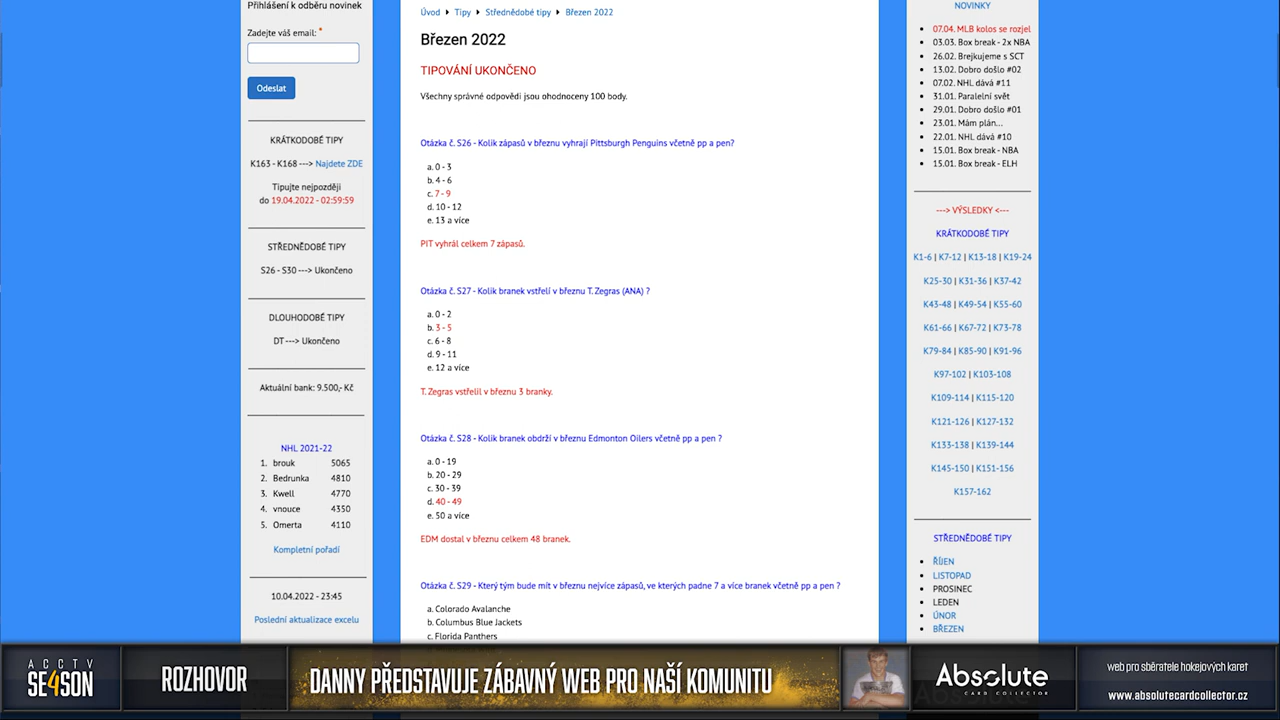 Přihlášení k odběru novinek
Zadejte váš email: *
Odeslat
KRÁTKODOBÉ TIPY
K163 - K168 ---> Najdete ZDE
Tipujte nejpozději
do 19.04.2022 - 02:59:59
STŘEDNĚDOBÉ TIPY
S26 - S30 ---> Ukončeno
DLOUHODOBÉ TIPY
DT ---> Ukončeno
Aktuální bank: 9.500,- Kč
NHL 2021-22
1. brouk 5065
2. Bedrunka 4810
3. Kwell 4770
4. vnouce 4350
5. Omerta 4110
Kompletní pořadí
10.04.2022 - 23:45
Poslední aktualizace excelu
Úvod Tipy Střednědobé tipy Březen 2022
Březen 2022
TIPOVÁNÍ UKONČENO
Všechny správné odpovědi jsou ohodnoceny 100 body.
Otázka č. S26 - Kolik zápasů v březnu vyhrají Pittsburgh Penguins včetně pp a pen?
a. 0 - 3
b. 4 - 6
c. 7 - 9
d. 10 - 12
e. 13 a více
PIT vyhrál celkem 7 zápasů.
Otázka č. S27 - Kolik branek vstřelí v březnu T. Zegras (ANA) ?
a. 0 - 2
b. 3 - 5
c. 6 - 8
d. 9 - 11
e. 12 a více
T. Zegras vstřelil v březnu 3 branky.
Otázka č. S28 - Kolik branek obdrží v březnu Edmonton Oilers včetně pp a pen ?
a. 0 - 19
b. 20 - 29
c. 30 - 39
d. 40 - 49
e. 50 a více
EDM dostal v březnu celkem 48 branek.
Otázka č. S29 - Který tým bude mít v březnu nejvíce zápasů, ve kterých padne 7 a více branek včetně pp a pen ?
a. Colorado Avalanche
b. Columbus Blue Jackets
c. Florida Panthers
NOVINKY
07.04. MLB kolos se rozjel
03.03. Box break - 2x NBA
26.02. Brejkujeme s SCT
13.02. Dobro došlo #02
07.02. NHL dává #11
31.01. Paralelní svět
29.01. Dobro došlo #01
23.01. Mám plán...
22.01. NHL dává #10
15.01. Box break - NBA
15.01. Box break - ELH
---> VÝSLEDKY <---
KRÁTKODOBÉ TIPY
K1-6 | K7-12 | K13-18 | K19-24
K25-30 | K31-36 | K37-42
K43-48 | K49-54 | K55-60
K61-66 | K67-72 | K73-78
K79-84 | K85-90 | K91-96
K97-102 | K103-108
K109-114 | K115-120
K121-126 | K127-132
K133-138 | K139-144
K145-150 | K151-156
K157-162
STŘEDNĚDOBÉ TIPY
ŘÍJEN
LISTOPAD
PROSINEC
LEDEN
ÚNOR
BŘEZEN
ACCTV
SE4SON
ROZHOVOR
DANNY PŘEDSTAVUJE ZÁBAVNÝ WEB PRO NAŠÍ KOMUNITU
Absolute
CARD COLLECTOR
web pro sběratele hokejových karet
www.absolutecardcollector.cz